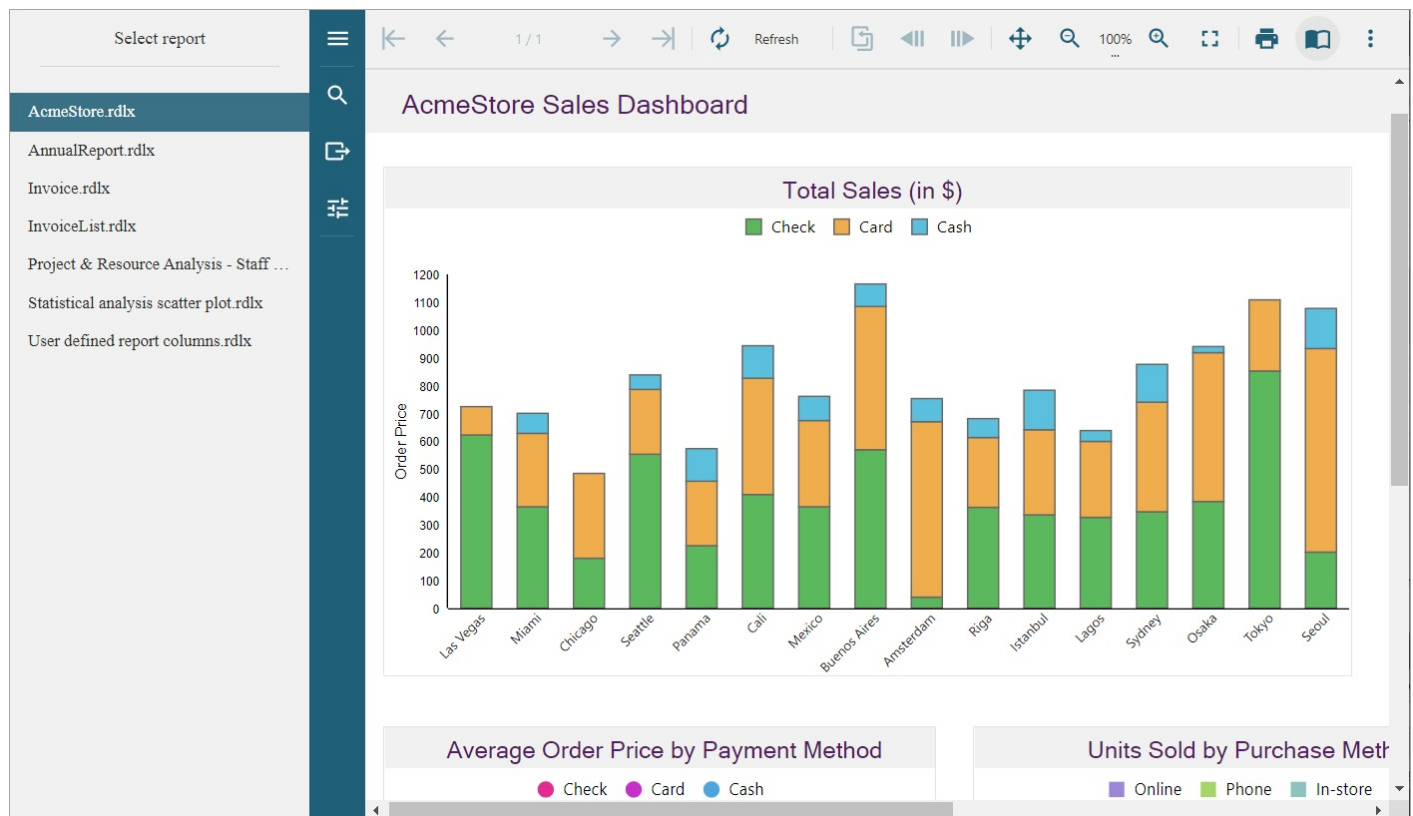 Select report
AcmeStore.rdlx
AnnualReport.rdlx
Invoice.rdlx
InvoiceList.rdlx
Project & Resource Analysis - Staff ...
Statistical analysis scatter plot.rdlx
User defined report columns.rdlx
1 / 1 Refresh 100%
...
AcmeStore Sales Dashboard
Total Sales (in $)
Check Card Cash
Order Price
1200
1100
1000
900
800
700
600
500
400
300
200
100
0
Las Vegas Miami Chicago Seattle Panama Cali Mexico Buenos Aires Amsterdam Riga Istanbul Lagos Sydney Osaka Tokyo Seoul
Average Order Price by Payment Method
Check Card Cash
Units Sold by Purchase Meth
Online Phone In-store